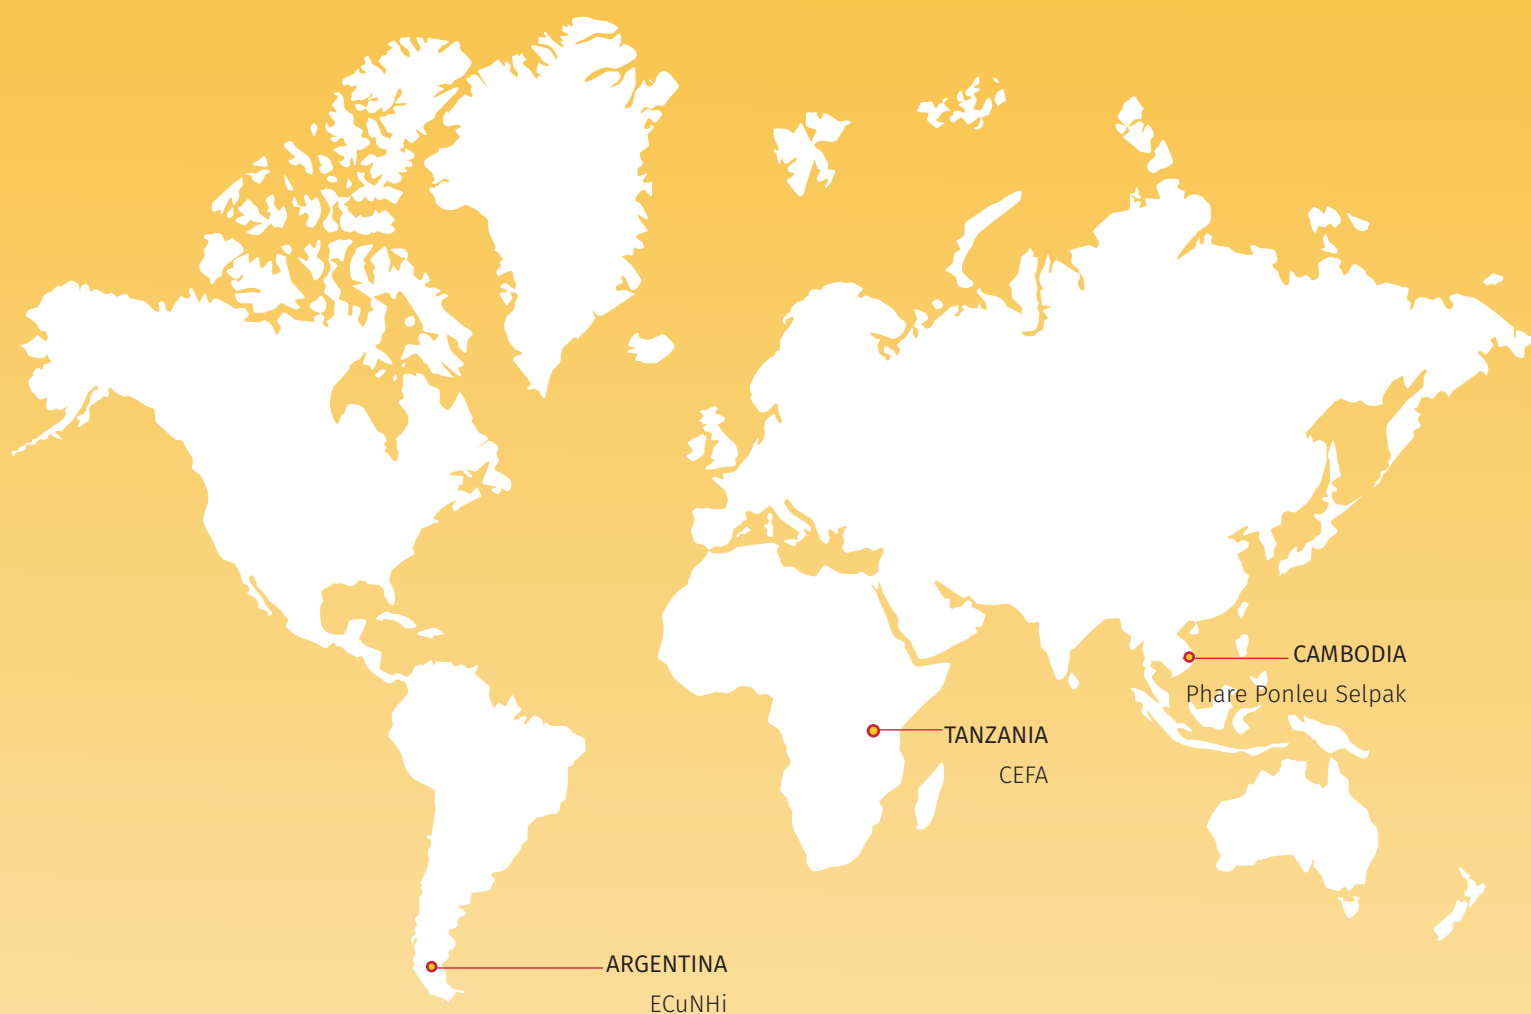 CAMBODIA
Phare Ponleu Selpak
TANZANIA
CEFA
ARGENTINA
ECuNHi